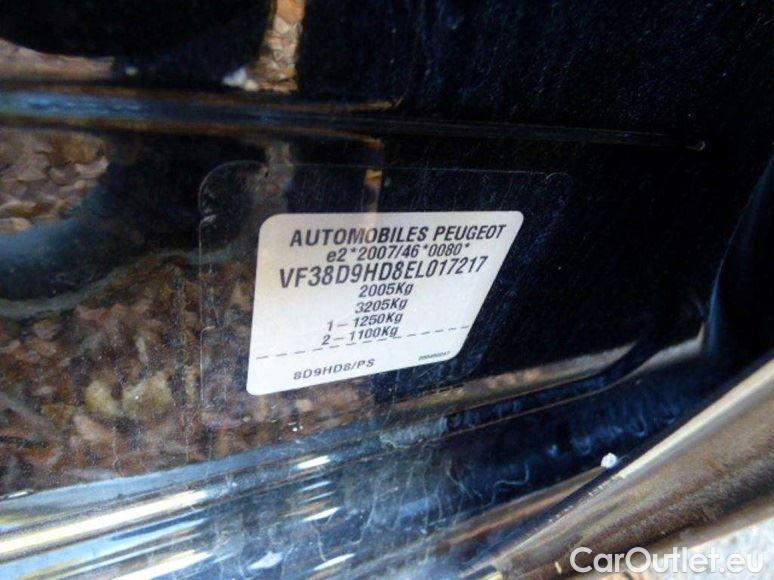 AUTOMOBILES PEUGEOT
e2*2007/46*0080*
VF38D9HD8EL017217
2005Kg
3205Kg
1-1250Kg
2-1100Kg
8D9HD8/PS
CarOutlet.eu